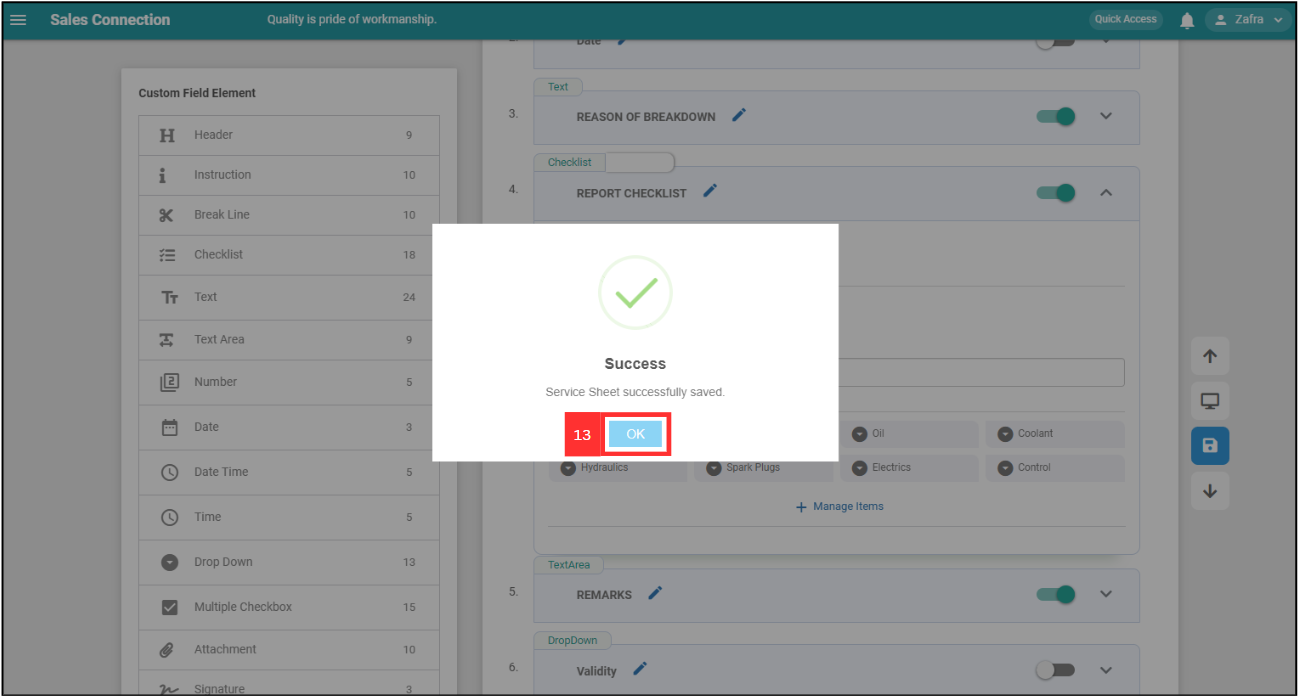 Sales Connection
Quality is pride of workmanship.
Quick Access
Zafra
Custom Field Element
Header 9
Instruction 10
Break Line 10
Checklist 18
Text 24
Text Area 9
Number 5
Date 3
Date Time 5
Time 5
Drop Down 13
Multiple Checkbox 15
Attachment 10
Signature 3
Date
Text
3. REASON OF BREAKDOWN
Checklist
4. REPORT CHECKLIST
Success
Service Sheet successfully saved.
13 OK
Oil Coolant
Hydraulics Spark Plugs Electrics Control
+ Manage Items
TextArea
5. REMARKS
DropDown
6. Validity